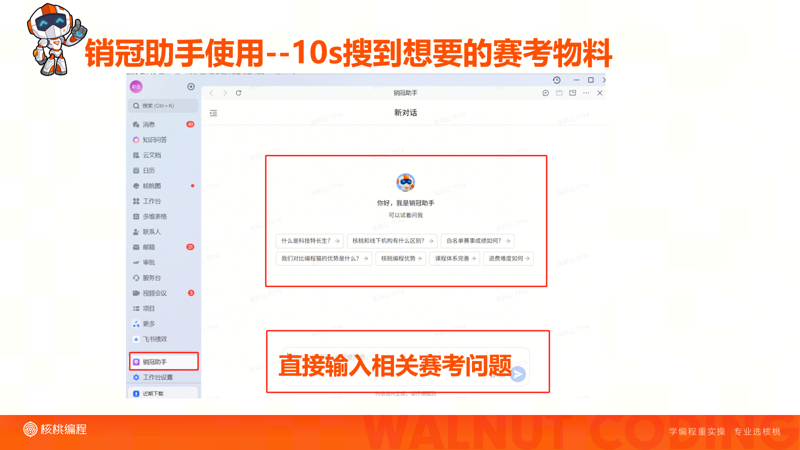 销冠助手使用--10s搜到想要的赛考物料
销冠助手
搜索 (Ctrl + K)
新对话
消息
知识问答
云文档
日历
核桃圈
工作台
多维表格
联系人
邮箱
审批
服务台
视频会议
项目
更多
飞书绩效
销冠助手
工作台设置
近期下载
你好，我是销冠助手
可以试着问我
什么是科技特长生？
核桃和线下机构有什么区别？
白名单赛事成绩如何？
我们对比编程猫的优势是什么？
核桃编程优势
课程体系完善
退费难度如何
直接输入相关赛考问题
核桃编程
WALNUT CODING
学编程重实操 专业选核桃